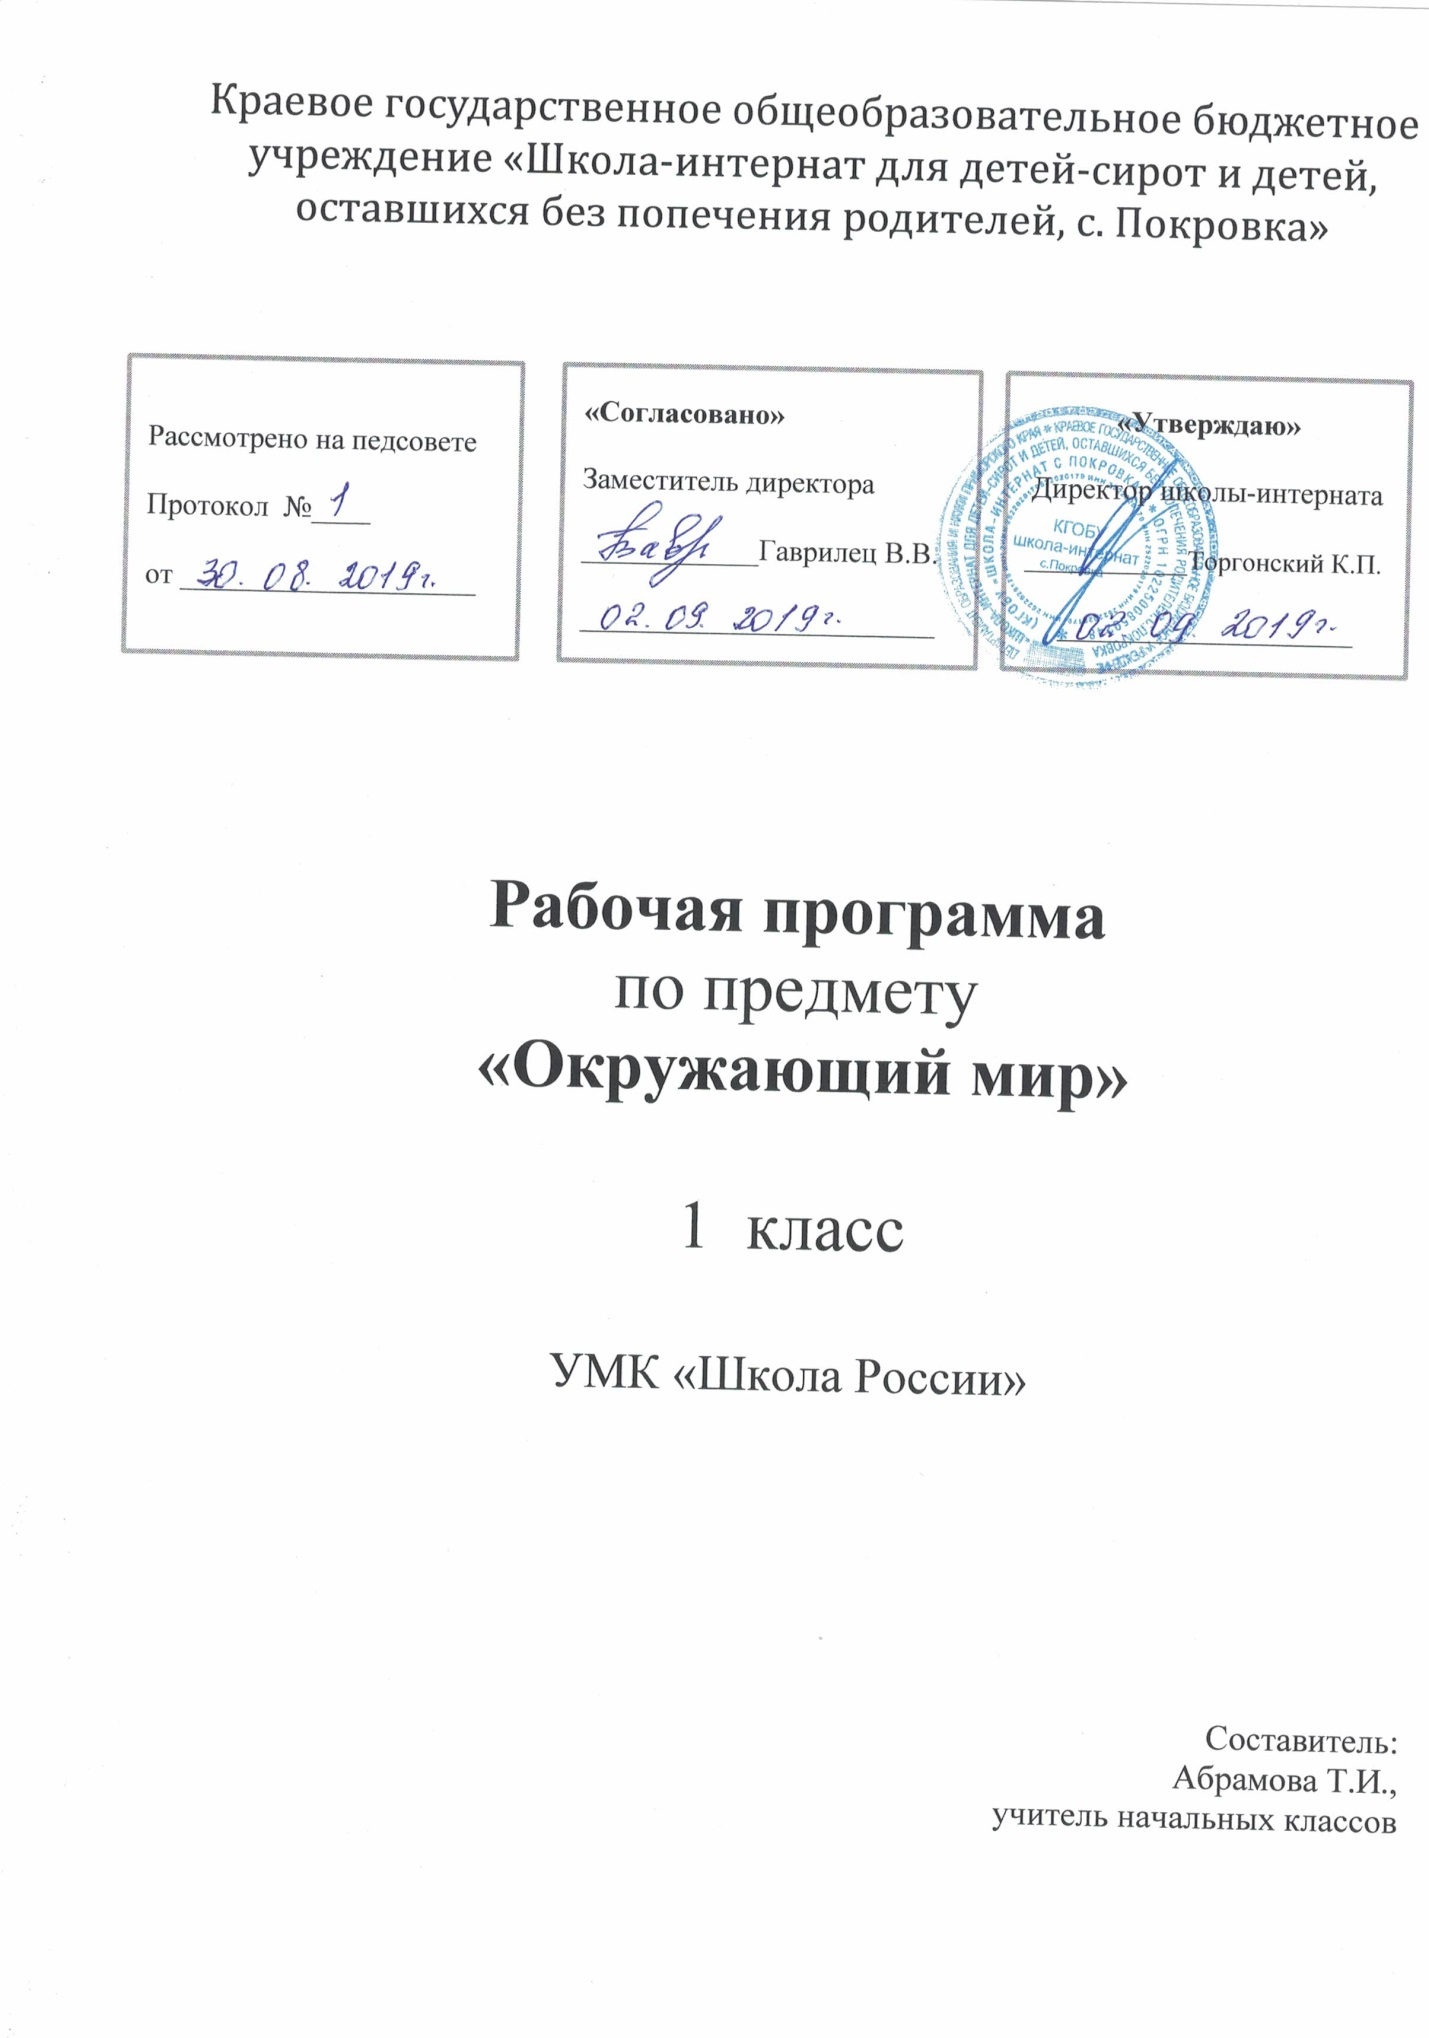 Краевое государственное общеобразовательное бюджетное
учреждение «Школа-интернат для детей-сирот и детей,
оставшихся без попечения родителей, с. Покровка»
Рассмотрено на педсовете
Протокол №1
от 30. 08. 2019г.
«Согласовано»
Заместитель директора
Гаврилец В.В.
02. 09. 2019г.
«Утверждаю»
Директор школы-интерната
Торгонский К.П.
02 09 2019г.
КГОБУ
школа-интернат
с.Покровка
Рабочая программа
по предмету
«Окружающий мир»
1 класс
УМК «Школа России»
Составитель:
Абрамова Т.И.,
учитель начальных классов